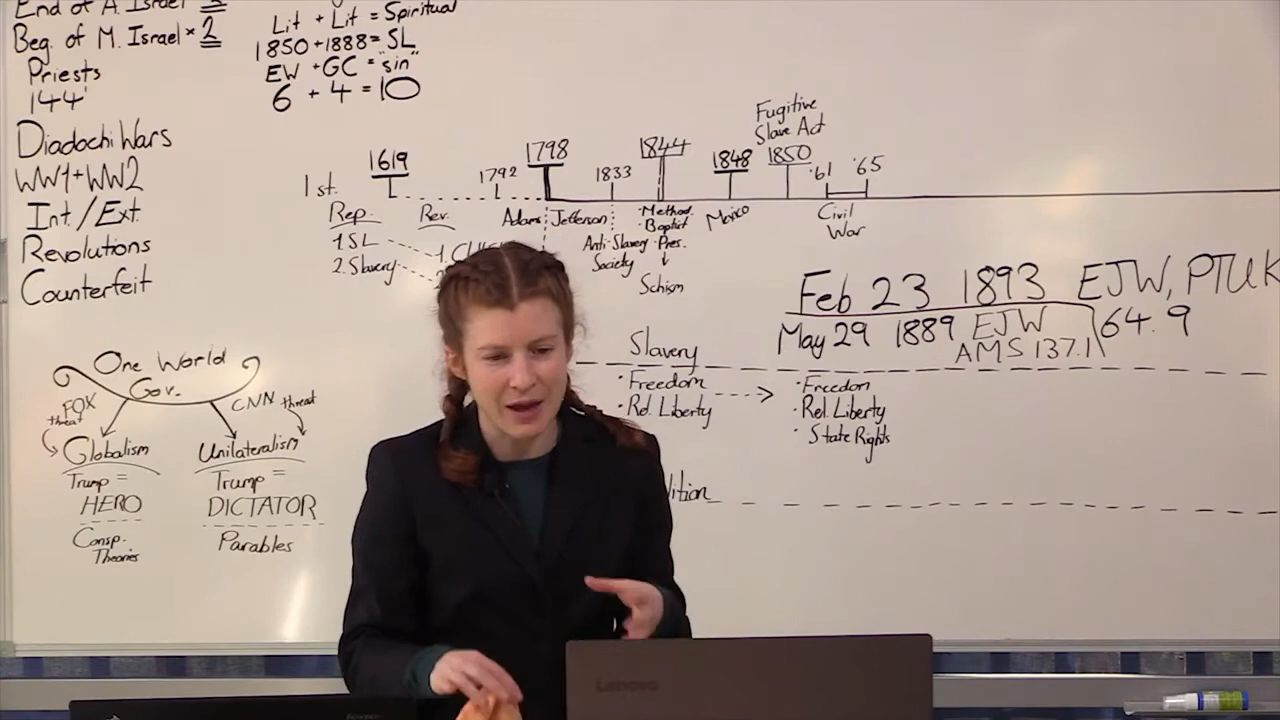 End of A. Israel
Beg. of M. Israel * 2
Priests
144'
Diadochi Wars
WW1+WW2
Int./Ext.
Revolutions
Counterfeit
Lit + Lit = Spiritual
1850+1888= SL
EW + GC = "sin"
6 + 4 = 10
1st.
1619
1792
1798
1833
1844
1848
Fugitive
Slave Act
1850
'61
'65
Rep.
1. SL
2. Slavery
Rev.
Adams
Jefferson
Anti-Slavery
Society
· Method.
· Baptist
· Pres.
↓
Schism
Mexico
Civil
War
Feb 23 1893 EJW, PTUK
May 29 1889 EJW 64.9
AMS 137.1
Slavery
· Freedom
· Rel. Liberty
· Freedom
· Rel. Liberty
· State Rights
One World
Gov.
FOX
threat
CNN threat
Globalism
Trump =
HERO
Consp.
Theories
Unilateralism
Trump =
DICTATOR
Parables
Lenovo